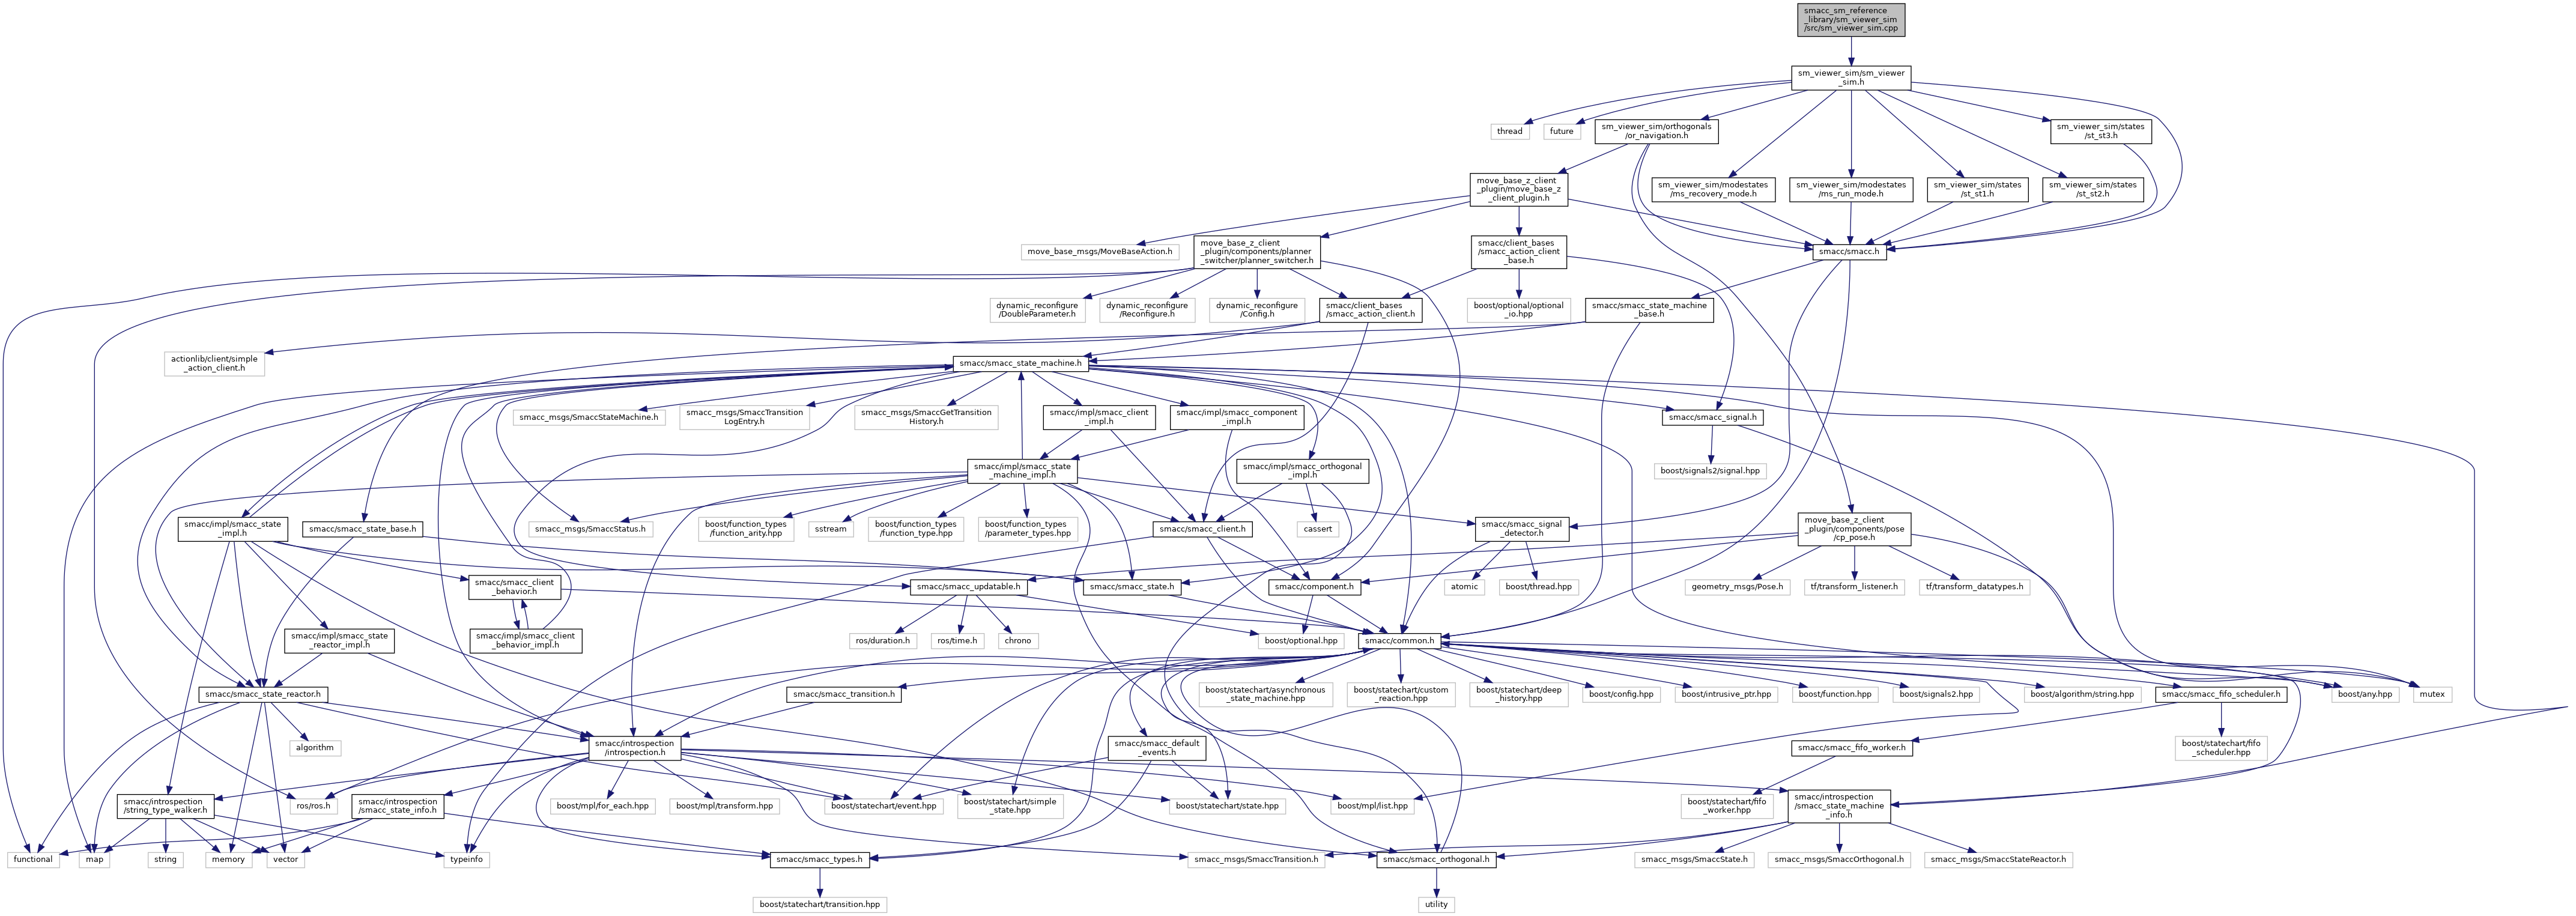 smacc_sm_reference
_library/sm_viewer_sim
/src/sm_viewer_sim.cpp
sm_viewer_sim/sm_viewer
_sim.h
thread
future
sm_viewer_sim/orthogonals
/or_navigation.h
sm_viewer_sim/states
/st_st3.h
move_base_z_client
_plugin/move_base_z
_client_plugin.h
sm_viewer_sim/modestates
/ms_recovery_mode.h
sm_viewer_sim/modestates
/ms_run_mode.h
sm_viewer_sim/states
/st_st1.h
sm_viewer_sim/states
/st_st2.h
move_base_msgs/MoveBaseAction.h
move_base_z_client
_plugin/components/planner
_switcher/planner_switcher.h
smacc/client_bases
/smacc_action_client
_base.h
smacc/smacc.h
dynamic_reconfigure
/DoubleParameter.h
dynamic_reconfigure
/Reconfigure.h
dynamic_reconfigure
/Config.h
smacc/client_bases
/smacc_action_client.h
boost/optional/optional
_io.hpp
smacc/smacc_state_machine
_base.h
actionlib/client/simple
_action_client.h
smacc/smacc_state_machine.h
smacc_msgs/SmaccStateMachine.h
smacc_msgs/SmaccTransition
LogEntry.h
smacc_msgs/SmaccGetTransition
History.h
smacc/impl/smacc_client
_impl.h
smacc/impl/smacc_component
_impl.h
smacc/smacc_signal.h
smacc/impl/smacc_state
_machine_impl.h
smacc/impl/smacc_orthogonal
_impl.h
boost/signals2/signal.hpp
smacc/impl/smacc_state
_impl.h
smacc/smacc_state_base.h
smacc_msgs/SmaccStatus.h
boost/function_types
/function_arity.hpp
sstream
boost/function_types
/function_type.hpp
boost/function_types
/parameter_types.hpp
smacc/smacc_client.h
cassert
smacc/smacc_signal
_detector.h
move_base_z_client
_plugin/components/pose
/cp_pose.h
smacc/smacc_client
_behavior.h
smacc/smacc_updatable.h
smacc/smacc_state.h
smacc/component.h
atomic
boost/thread.hpp
geometry_msgs/Pose.h
tf/transform_listener.h
tf/transform_datatypes.h
smacc/impl/smacc_state
_reactor_impl.h
smacc/impl/smacc_client
_behavior_impl.h
ros/duration.h
ros/time.h
chrono
boost/optional.hpp
smacc/common.h
smacc/smacc_state_reactor.h
smacc/smacc_transition.h
boost/statechart/asynchronous
_state_machine.hpp
boost/statechart/custom
_reaction.hpp
boost/statechart/deep
_history.hpp
boost/config.hpp
boost/intrusive_ptr.hpp
boost/function.hpp
boost/signals2.hpp
boost/algorithm/string.hpp
smacc/smacc_fifo_scheduler.h
boost/any.hpp
mutex
algorithm
smacc/introspection
/introspection.h
smacc/smacc_default
_events.h
smacc/smacc_fifo_worker.h
boost/statechart/fifo
_scheduler.hpp
smacc/introspection
/string_type_walker.h
ros/ros.h
smacc/introspection
/smacc_state_info.h
boost/mpl/for_each.hpp
boost/mpl/transform.hpp
boost/statechart/event.hpp
boost/statechart/simple
_state.hpp
boost/statechart/state.hpp
boost/mpl/list.hpp
boost/statechart/fifo
_worker.hpp
smacc/introspection
/smacc_state_machine
_info.h
functional
map
string
memory
vector
typeinfo
smacc/smacc_types.h
smacc_msgs/SmaccTransition.h
smacc/smacc_orthogonal.h
smacc_msgs/SmaccState.h
smacc_msgs/SmaccOrthogonal.h
smacc_msgs/SmaccStateReactor.h
boost/statechart/transition.hpp
utility